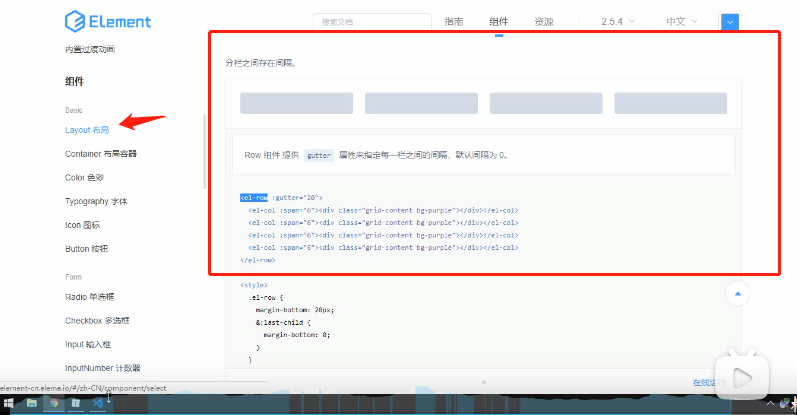 Element
搜索文档
指南
组件
资源
2.5.4
中文
内置过渡动画
组件
Basic
Layout 布局
Container 布局容器
Color 色彩
Typography 字体
Icon 图标
Button 按钮
Form
Radio 单选框
Checkbox 多选框
Input 输入框
InputNumber 计数器
分栏之间存在间隔。
Row 组件 提供 gutter 属性来指定每一栏之间的间隔，默认间隔为 0。
<el-row :gutter="20">
<el-col :span="6"><div class="grid-content bg-purple"></div></el-col>
<el-col :span="6"><div class="grid-content bg-purple"></div></el-col>
<el-col :span="6"><div class="grid-content bg-purple"></div></el-col>
<el-col :span="6"><div class="grid-content bg-purple"></div></el-col>
</el-row>
<style>
.el-row {
margin-bottom: 20px;
&:last-child {
margin-bottom: 0;
}
}
在线运行
element-cn.eleme.io/#/zh-CN/component/select